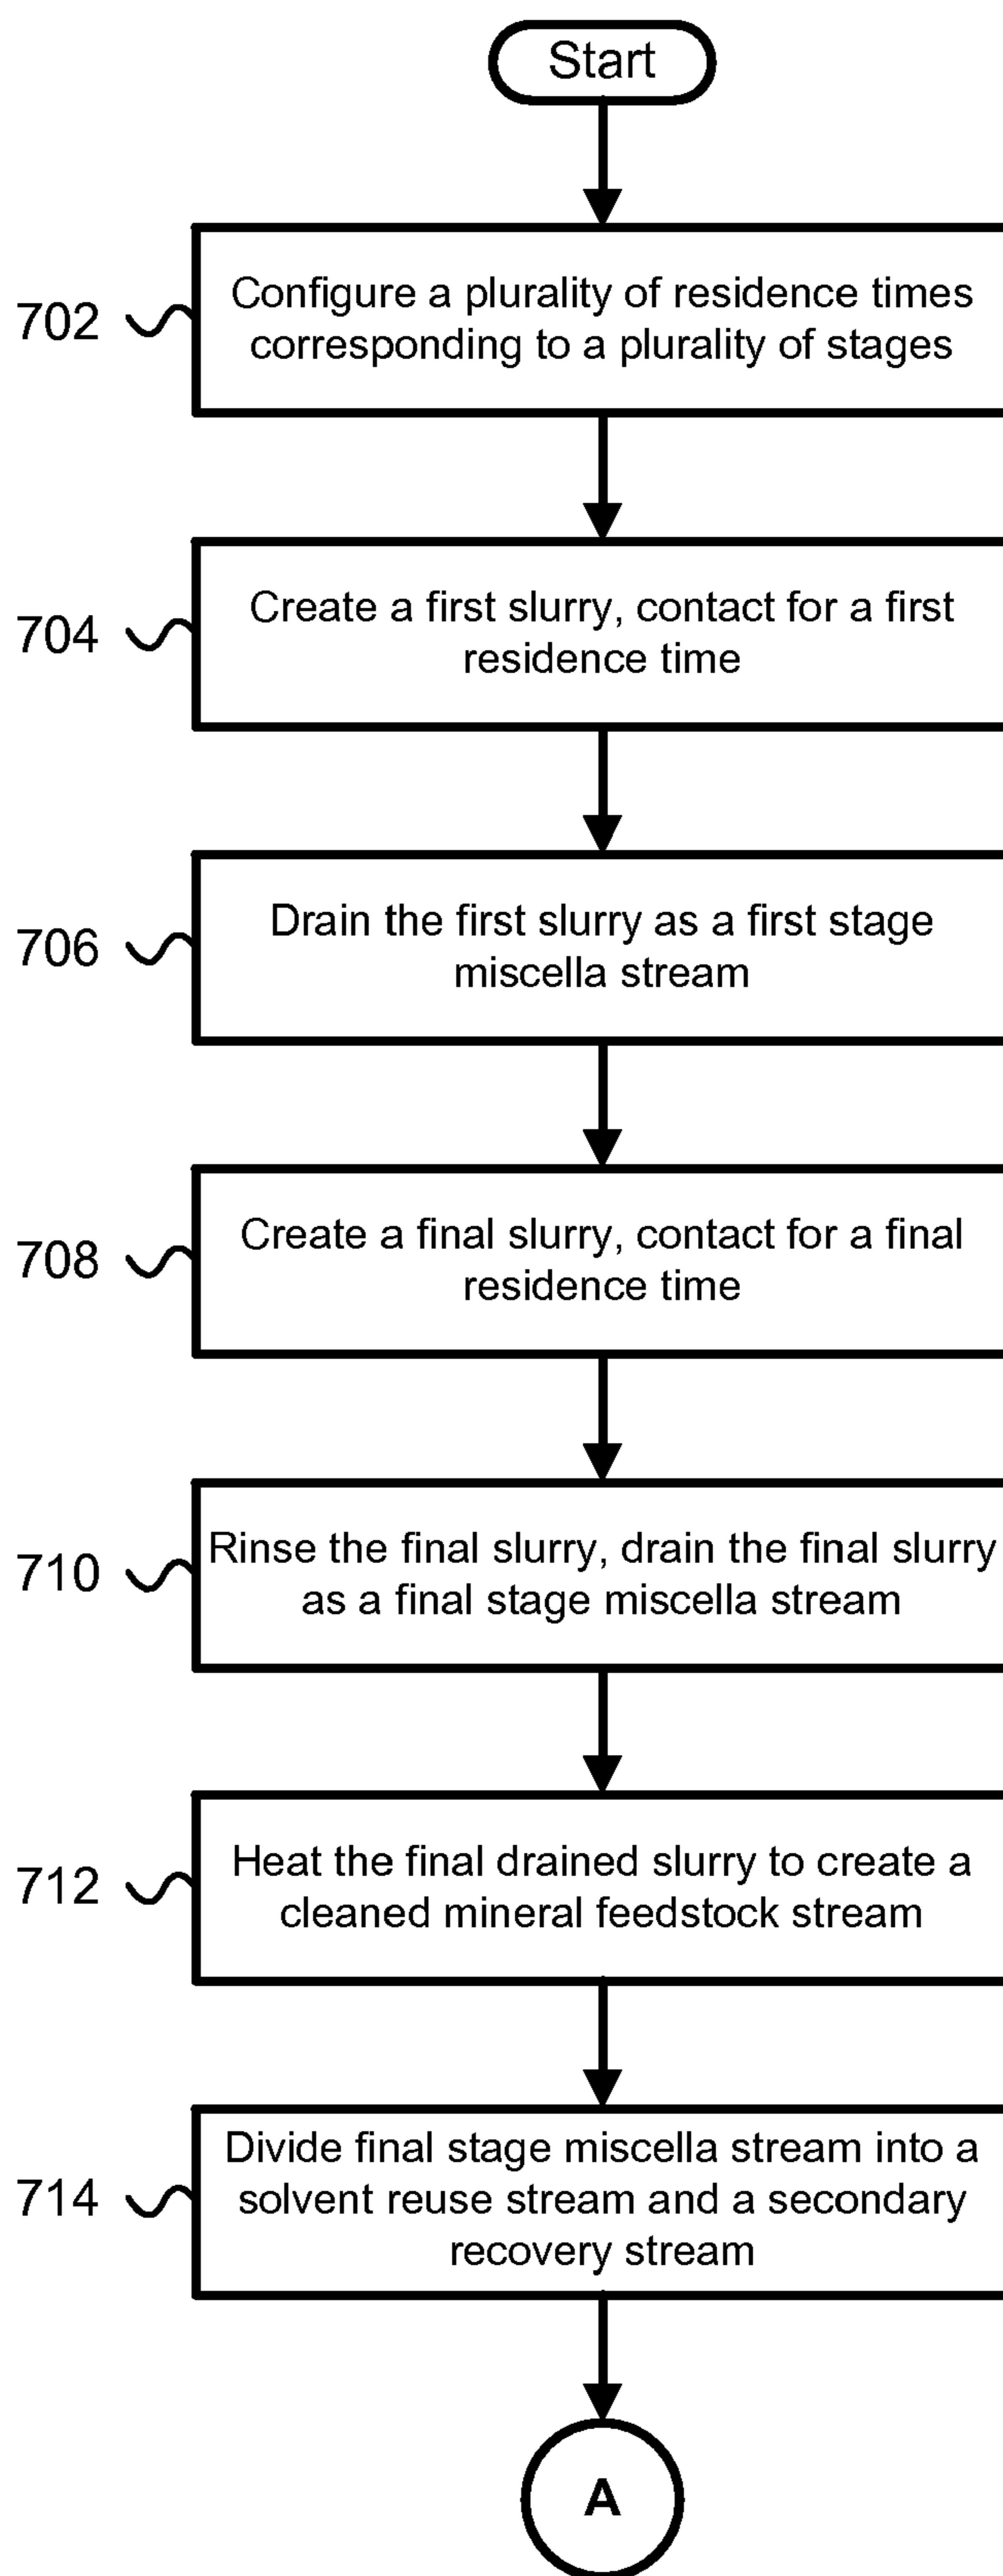 Start
702
Configure a plurality of residence times
corresponding to a plurality of stages
704
Create a first slurry, contact for a first
residence time
706
Drain the first slurry as a first stage
miscella stream
708
Create a final slurry, contact for a final
residence time
710
Rinse the final slurry, drain the final slurry
as a final stage miscella stream
712
Heat the final drained slurry to create a
cleaned mineral feedstock stream
714
Divide final stage miscella stream into a
solvent reuse stream and a secondary
recovery stream
A